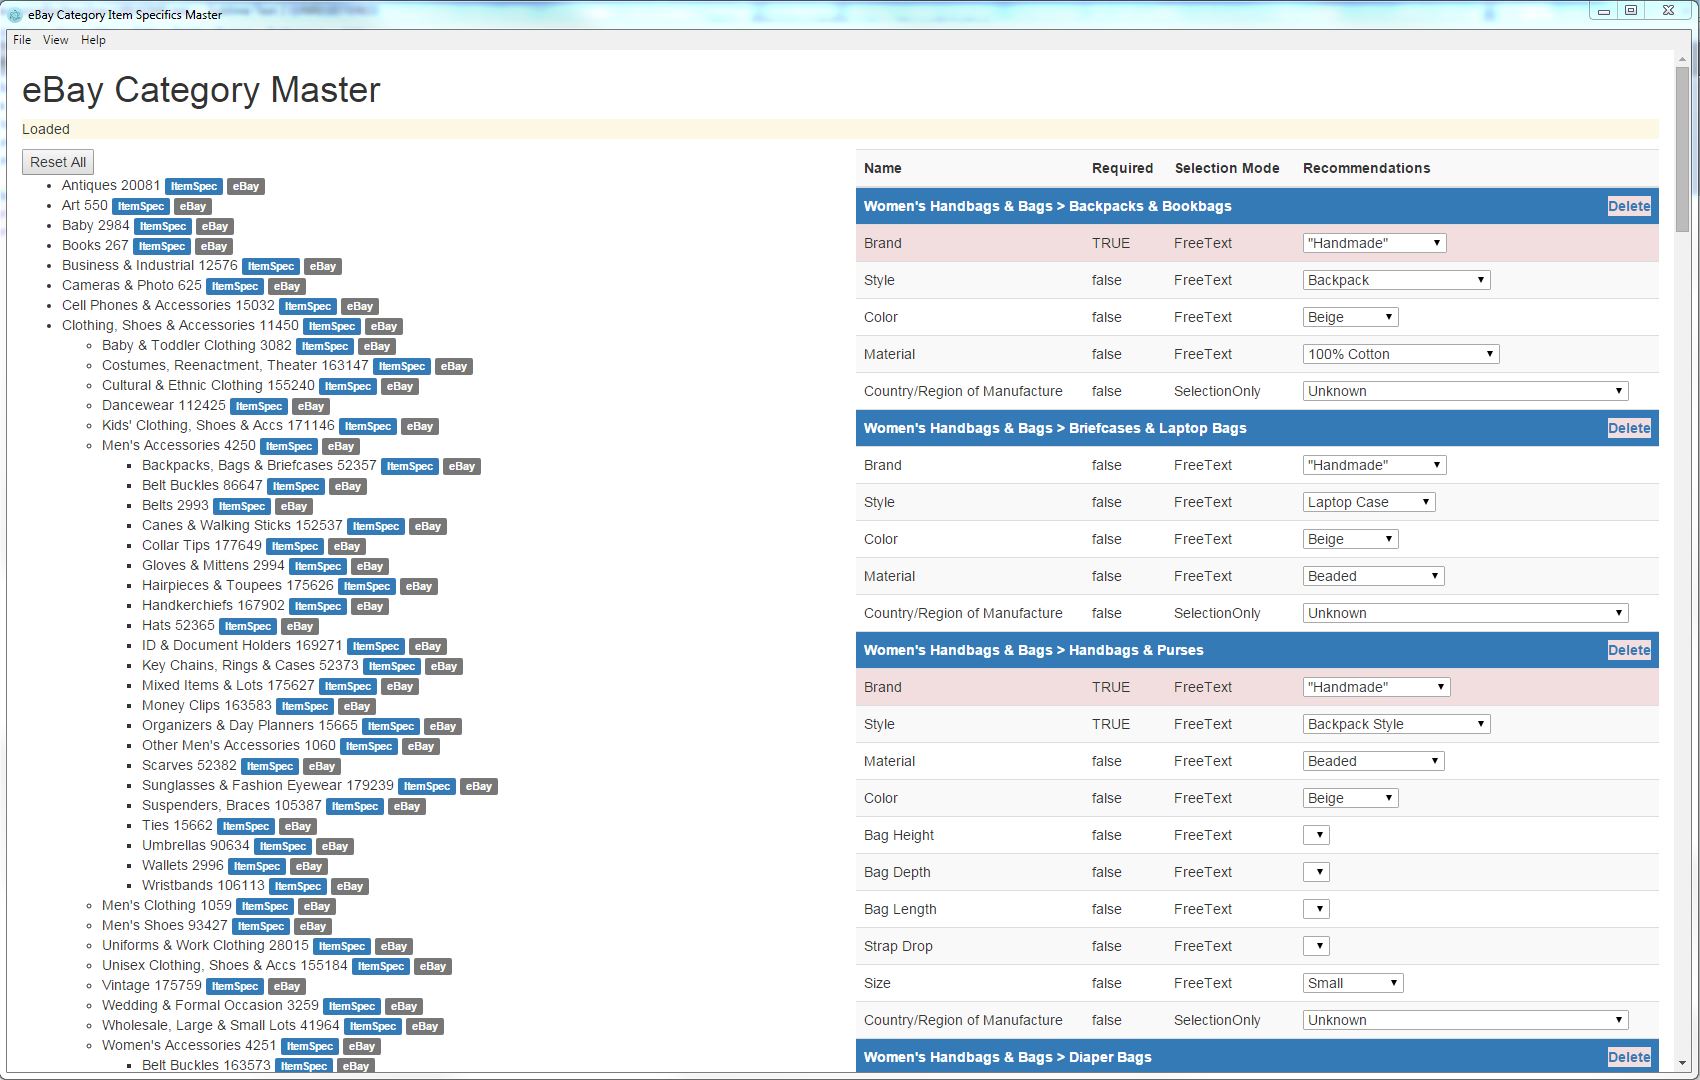 eBay Category Item Specifics Master
File View Help
eBay Category Master
Loaded
Reset All
Antiques 20081 ItemSpec eBay
Art 550 ItemSpec eBay
Baby 2984 ItemSpec eBay
Books 267 ItemSpec eBay
Business & Industrial 12576 ItemSpec eBay
Cameras & Photo 625 ItemSpec eBay
Cell Phones & Accessories 15032 ItemSpec eBay
Clothing, Shoes & Accessories 11450 ItemSpec eBay
Baby & Toddler Clothing 3082 ItemSpec eBay
Costumes, Reenactment, Theater 163147 ItemSpec eBay
Cultural & Ethnic Clothing 155240 ItemSpec eBay
Dancewear 112425 ItemSpec eBay
Kids' Clothing, Shoes & Accs 171146 ItemSpec eBay
Men's Accessories 4250 ItemSpec eBay
Backpacks, Bags & Briefcases 52357 ItemSpec eBay
Belt Buckles 86647 ItemSpec eBay
Belts 2993 ItemSpec eBay
Canes & Walking Sticks 152537 ItemSpec eBay
Collar Tips 177649 ItemSpec eBay
Gloves & Mittens 2994 ItemSpec eBay
Hairpieces & Toupees 175626 ItemSpec eBay
Handkerchiefs 167902 ItemSpec eBay
Hats 52365 ItemSpec eBay
ID & Document Holders 169271 ItemSpec eBay
Key Chains, Rings & Cases 52373 ItemSpec eBay
Mixed Items & Lots 175627 ItemSpec eBay
Money Clips 163583 ItemSpec eBay
Organizers & Day Planners 15665 ItemSpec eBay
Other Men's Accessories 1060 ItemSpec eBay
Scarves 52382 ItemSpec eBay
Sunglasses & Fashion Eyewear 179239 ItemSpec eBay
Suspenders, Braces 105387 ItemSpec eBay
Ties 15662 ItemSpec eBay
Umbrellas 90634 ItemSpec eBay
Wallets 2996 ItemSpec eBay
Wristbands 106113 ItemSpec eBay
Men's Clothing 1059 ItemSpec eBay
Men's Shoes 93427 ItemSpec eBay
Uniforms & Work Clothing 28015 ItemSpec eBay
Unisex Clothing, Shoes & Accs 155184 ItemSpec eBay
Vintage 175759 ItemSpec eBay
Wedding & Formal Occasion 3259 ItemSpec eBay
Wholesale, Large & Small Lots 41964 ItemSpec eBay
Women's Accessories 4251 ItemSpec eBay
Belt Buckles 163573 ItemSpec eBay
Name Required Selection Mode Recommendations
Women's Handbags & Bags > Backpacks & Bookbags Delete
Brand TRUE FreeText "Handmade"
Style false FreeText Backpack
Color false FreeText Beige
Material false FreeText 100% Cotton
Country/Region of Manufacture false SelectionOnly Unknown
Women's Handbags & Bags > Briefcases & Laptop Bags Delete
Brand false FreeText "Handmade"
Style false FreeText Laptop Case
Color false FreeText Beige
Material false FreeText Beaded
Country/Region of Manufacture false SelectionOnly Unknown
Women's Handbags & Bags > Handbags & Purses Delete
Brand TRUE FreeText "Handmade"
Style TRUE FreeText Backpack Style
Material false FreeText Beaded
Color false FreeText Beige
Bag Height false FreeText
Bag Depth false FreeText
Bag Length false FreeText
Strap Drop false FreeText
Size false FreeText Small
Country/Region of Manufacture false SelectionOnly Unknown
Women's Handbags & Bags > Diaper Bags Delete